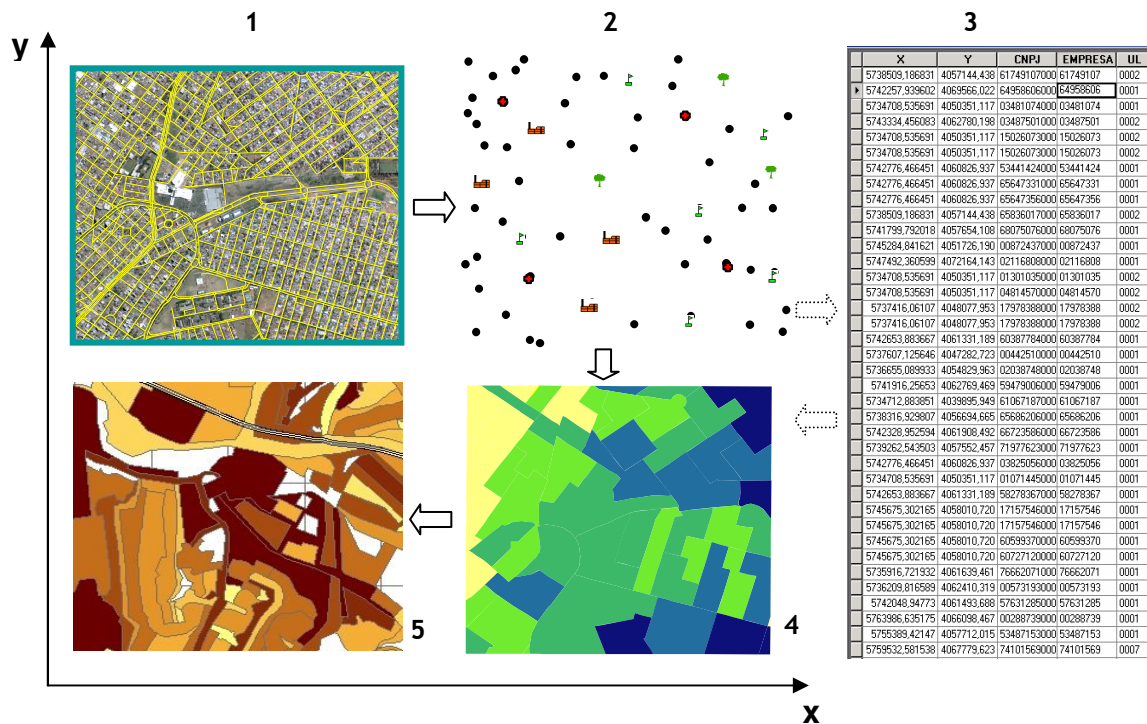 1 2 3
y
X Y CNPJ EMPRESA UL
5738509,186831 4057144,438 61749107000 61749107 0002
5742257,939602 4069566,022 64958606000 64958606 0001
5734708,535691 4050351,117 03481074000 03481074 0001
5743334,456083 4062780,198 03487501000 03487501 0002
5734708,535691 4050351,117 15026073000 15026073 0002
5734708,535691 4050351,117 15026073000 15026073 0002
5742776,466451 4060826,937 53441424000 53441424 0001
5742776,466451 4060826,937 65647331000 65647331 0001
5742776,466451 4060826,937 65647356000 65647356 0001
5738509,186831 4057144,438 65836017000 65836017 0002
5741799,792018 4057654,108 68075076000 68075076 0001
5745284,841621 4051726,190 00872437000 00872437 0001
5747492,360599 4072164,143 02116808000 02116808 0001
5734708,535691 4050351,117 01301035000 01301035 0002
5734708,535691 4050351,117 04814570000 04814570 0002
5737416,06107 4048077,953 17978388000 17978388 0002
5737416,06107 4048077,953 17978388000 17978388 0002
5742653,883667 4061331,189 60387784000 60387784 0001
5737607,125646 4047282,723 00442510000 00442510 0001
5736655,089933 4054829,963 02038748000 02038748 0001
5741916,25653 4062769,469 59479006000 59479006 0001
5734712,883851 4039895,949 61067187000 61067187 0001
5738316,929807 4056694,665 65686206000 65686206 0001
5742328,952594 4061908,492 66723586000 66723586 0001
5739262,543503 4057552,457 71977623000 71977623 0001
5742776,466451 4060826,937 03825056000 03825056 0001
5734708,535691 4050351,117 01071445000 01071445 0001
5742653,883667 4061331,189 58278367000 58278367 0001
5745675,302165 4058010,720 17157546000 17157546 0001
5745675,302165 4058010,720 17157546000 17157546 0001
5745675,302165 4058010,720 60599370000 60599370 0001
5745675,302165 4058010,720 60727120000 60727120 0001
5735916,721932 4061639,461 76662071000 76662071 0001
5736209,816589 4062410,319 00573193000 00573193 0001
5742048,94773 4061493,688 57631285000 57631285 0001
5763986,635175 4066098,467 00288739000 00288739 0001
5755389,42147 4057712,015 53487153000 53487153 0001
5759532,581538 4067779,623 74101569000 74101569 0007
5 4
x